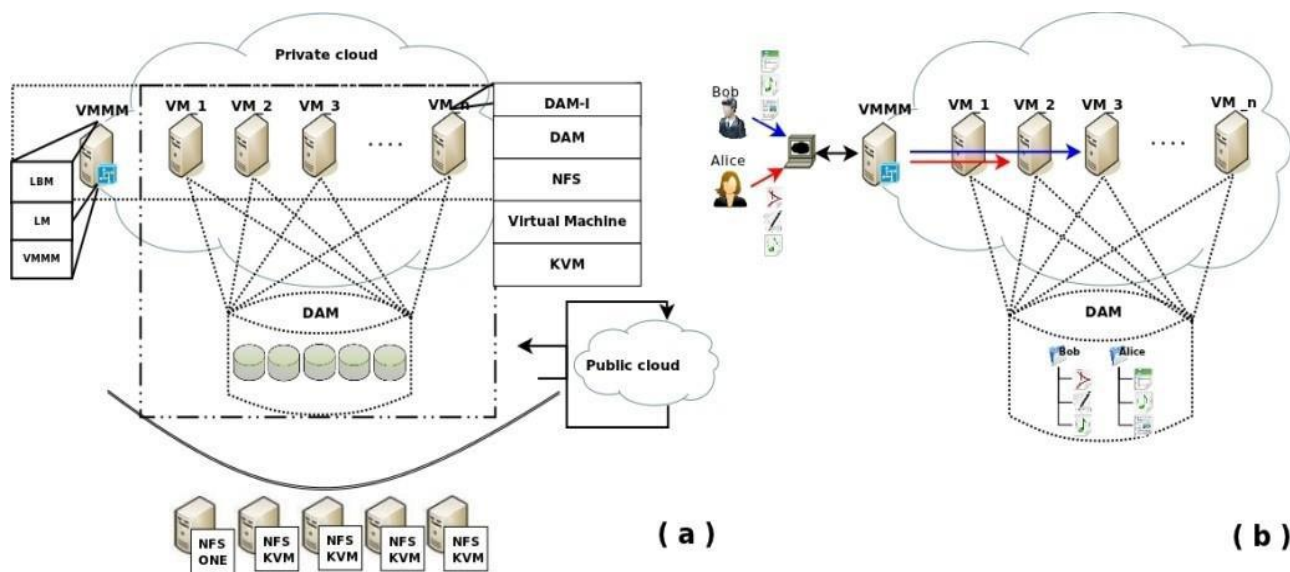 Private cloud
VMMM
VM_1
VM_2
VM_3
....
VM_n
DAM-I
DAM
NFS
Virtual Machine
KVM
LBM
LM
VMMM
DAM
Public cloud
NFS
ONE
NFS
KVM
NFS
KVM
NFS
KVM
NFS
KVM
( a )
Bob
Alice
VMMM
VM_1
VM_2
VM_3
....
VM _n
DAM
Bob
Alice
( b )